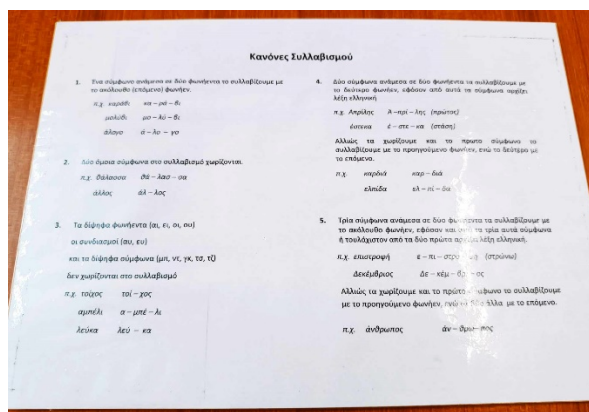 Κανόνες Συλλαβισμού
1. Ένα σύμφωνο ανάμεσα σε δύο φωνήεντα το συλλαβίζουμε με
το ακόλουθο (επόμενο) φωνήεν.
π.χ. καράβι κα – ρά – βι
μολύβι μο – λύ – βι
άλογο ά – λο – γο
2. Δύο όμοια σύμφωνα στο συλλαβισμό χωρίζονται.
π.χ. θάλασσα θά – λασ – σα
άλλος άλ – λος
3. Τα δίψηφα φωνήεντα (αι, ει, οι, ου)
οι συνδιασμοί (αυ, ευ)
και τα δίψηφα σύμφωνα (μπ, ντ, γκ, τσ, τζ)
δεν χωρίζονται στο συλλαβισμό
π.χ. τοίχος τοί – χος
αμπέλι α – μπέ – λι
λεύκα λεύ – κα
4. Δύο σύμφωνα ανάμεσα σε δύο φωνήεντα τα συλλαβίζουμε με
το δεύτερο φωνήεν, εφόσον από αυτά τα σύμφωνα αρχίζει
λέξη ελληνική.
π.χ. Απρίλης Α –πρί – λης (πρώτος)
έστεκα έ – στε – κα (στάση)
Αλλιώς τα χωρίζουμε και το πρώτο σύμφωνο το
συλλαβίζουμε με το προηγούμενο φωνήεν, ενώ το δεύτερο με
το επόμενο.
π.χ. καρδιά καρ – διά
ελπίδα ελ – πί – δα
5. Τρία σύμφωνα ανάμεσα σε δύο φωνήεντα τα συλλαβίζουμε με
το ακόλουθο φωνήεν, εφόσον και από τα τρία αυτά σύμφωνα
ή τουλάχιστον από τα δύο πρώτα αρχίζει λέξη ελληνική.
π.χ. επιστροφή ε – πι – στρο – φή (στρώνω)
Δεκέμβριος Δε – κέμ – βρι – ος
Αλλιώς τα χωρίζουμε και το πρώτο σύμφωνο το συλλαβίζουμε
με το προηγούμενο φωνήεν, ενώ τα δύο άλλα με το επόμενο.
π.χ. άνθρωπος άν – θρω – πος